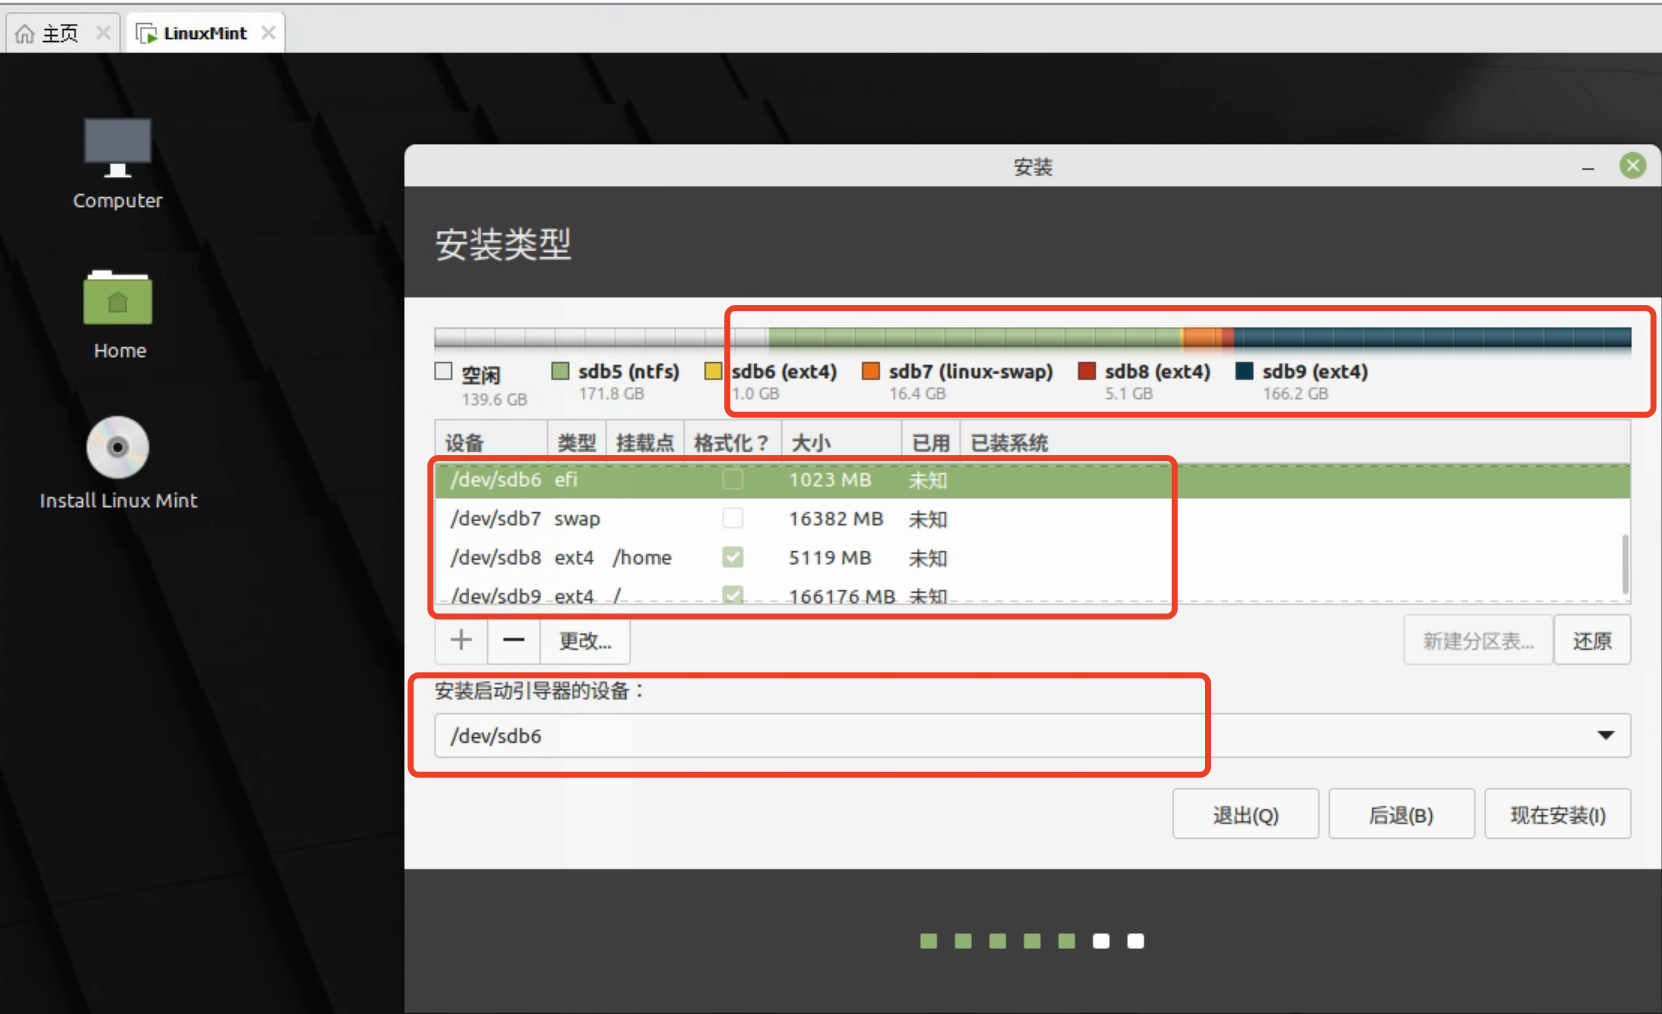 主页
LinuxMint
Computer
Home
Install Linux Mint
安装
安装类型
空闲
139.6 GB
sdb5 (ntfs)
171.8 GB
sdb6 (ext4)
1.0 GB
sdb7 (linux-swap)
16.4 GB
sdb8 (ext4)
5.1 GB
sdb9 (ext4)
166.2 GB
设备 类型 挂载点 格式化？ 大小 已用 已装系统
/dev/sdb6 efi 1023 MB 未知
/dev/sdb7 swap 16382 MB 未知
/dev/sdb8 ext4 /home 5119 MB 未知
/dev/sdb9 ext4 / 166176 MB 未知
更改...
新建分区表...
还原
安装启动引导器的设备：
/dev/sdb6
退出(Q)
后退(B)
现在安装(I)